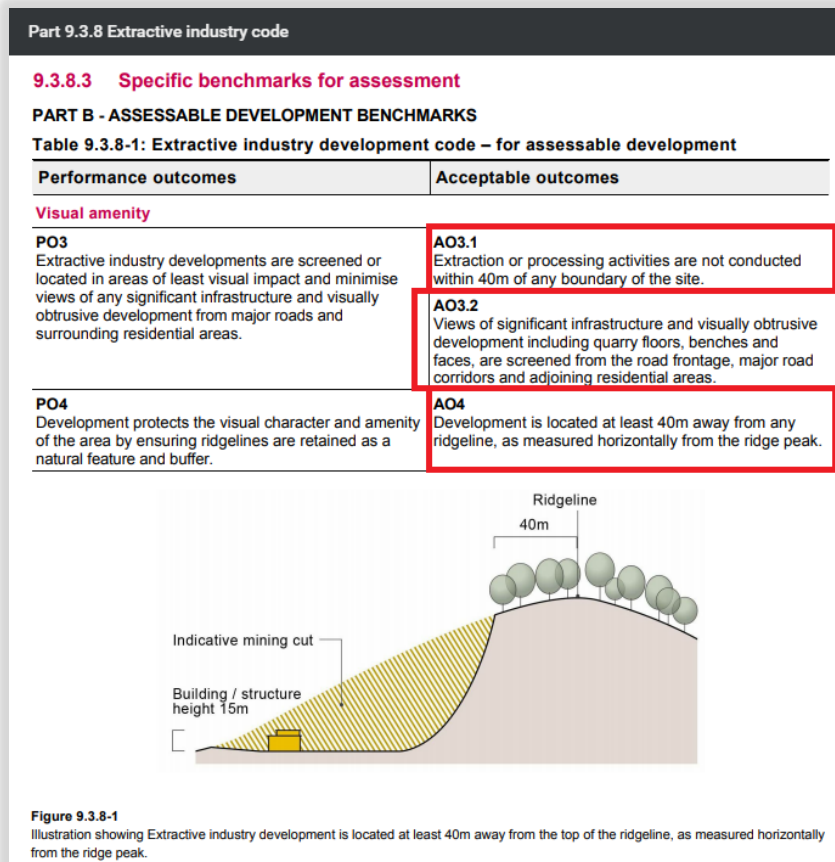 Part 9.3.8 Extractive industry code
9.3.8.3 Specific benchmarks for assessment
PART B - ASSESSABLE DEVELOPMENT BENCHMARKS
Table 9.3.8-1: Extractive industry development code – for assessable development
Performance outcomes
Acceptable outcomes
Visual amenity
PO3
Extractive industry developments are screened or
located in areas of least visual impact and minimise
views of any significant infrastructure and visually
obtrusive development from major roads and
surrounding residential areas.
AO3.1
Extraction or processing activities are not conducted
within 40m of any boundary of the site.
AO3.2
Views of significant infrastructure and visually obtrusive
development including quarry floors, benches and
faces, are screened from the road frontage, major road
corridors and adjoining residential areas.
PO4
Development protects the visual character and amenity
of the area by ensuring ridgelines are retained as a
natural feature and buffer.
AO4
Development is located at least 40m away from any
ridgeline, as measured horizontally from the ridge peak.
Ridgeline
40m
Indicative mining cut
Building / structure
height 15m
Figure 9.3.8-1
Illustration showing Extractive industry development is located at least 40m away from the top of the ridgeline, as measured horizontally
from the ridge peak.